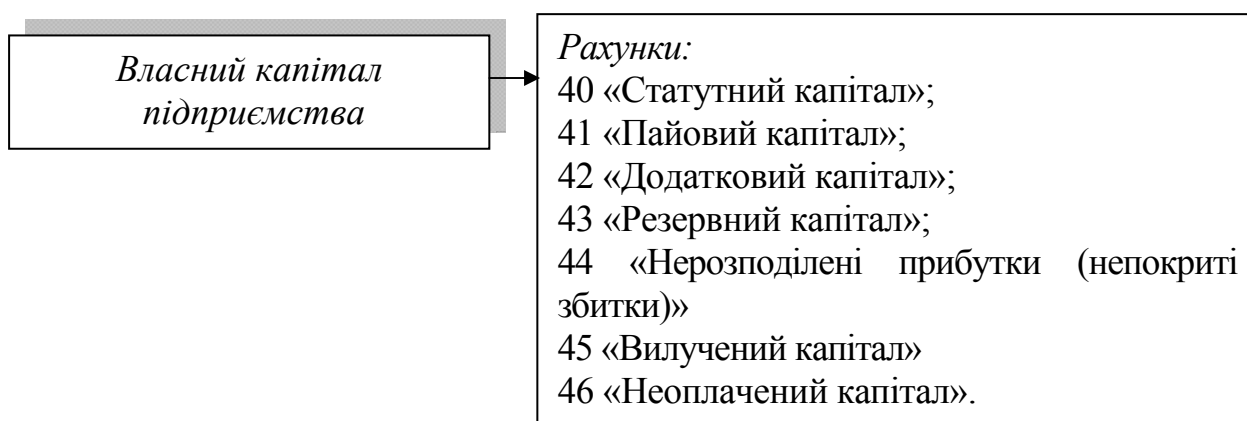 Власний капітал
підприємства
Рахунки:
40 «Статутний капітал»;
41 «Пайовий капітал»;
42 «Додатковий капітал»;
43 «Резервний капітал»;
44 «Нерозподілені прибутки (непокриті
збитки)»
45 «Вилучений капітал»
46 «Неоплачений капітал».